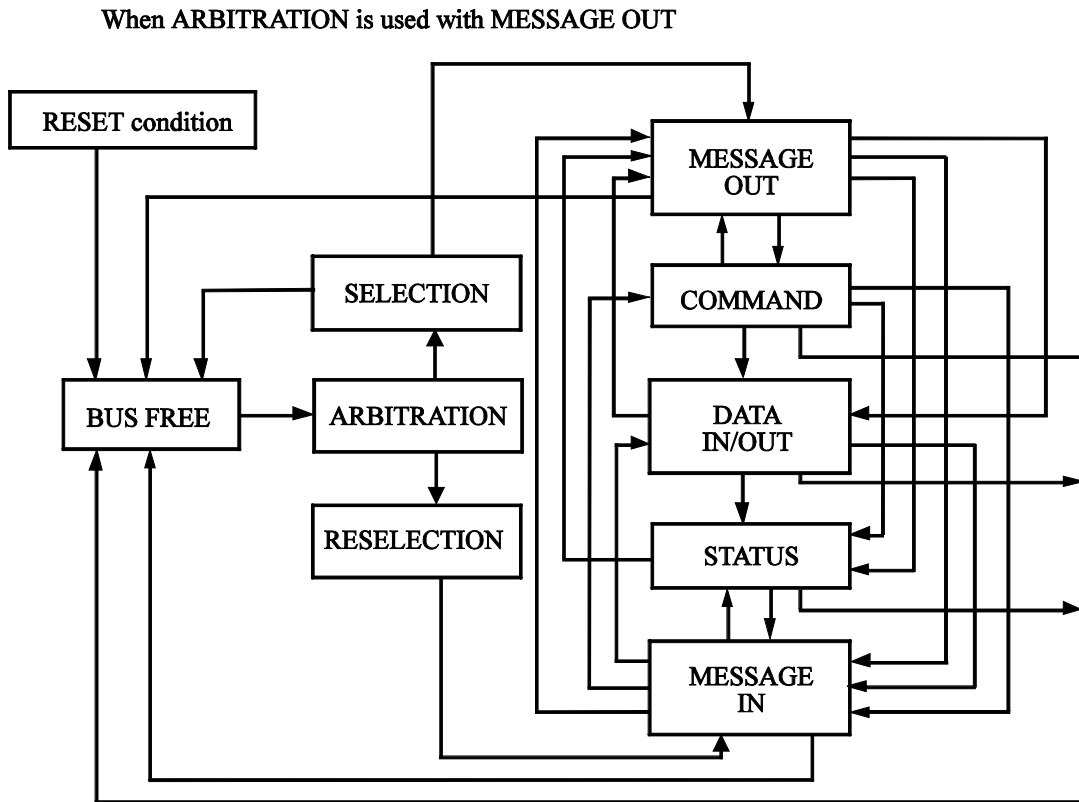 When ARBITRATION is used with MESSAGE OUT
RESET condition
MESSAGE
OUT
SELECTION
COMMAND
BUS FREE
ARBITRATION
DATA
IN/OUT
RESELECTION
STATUS
MESSAGE
IN